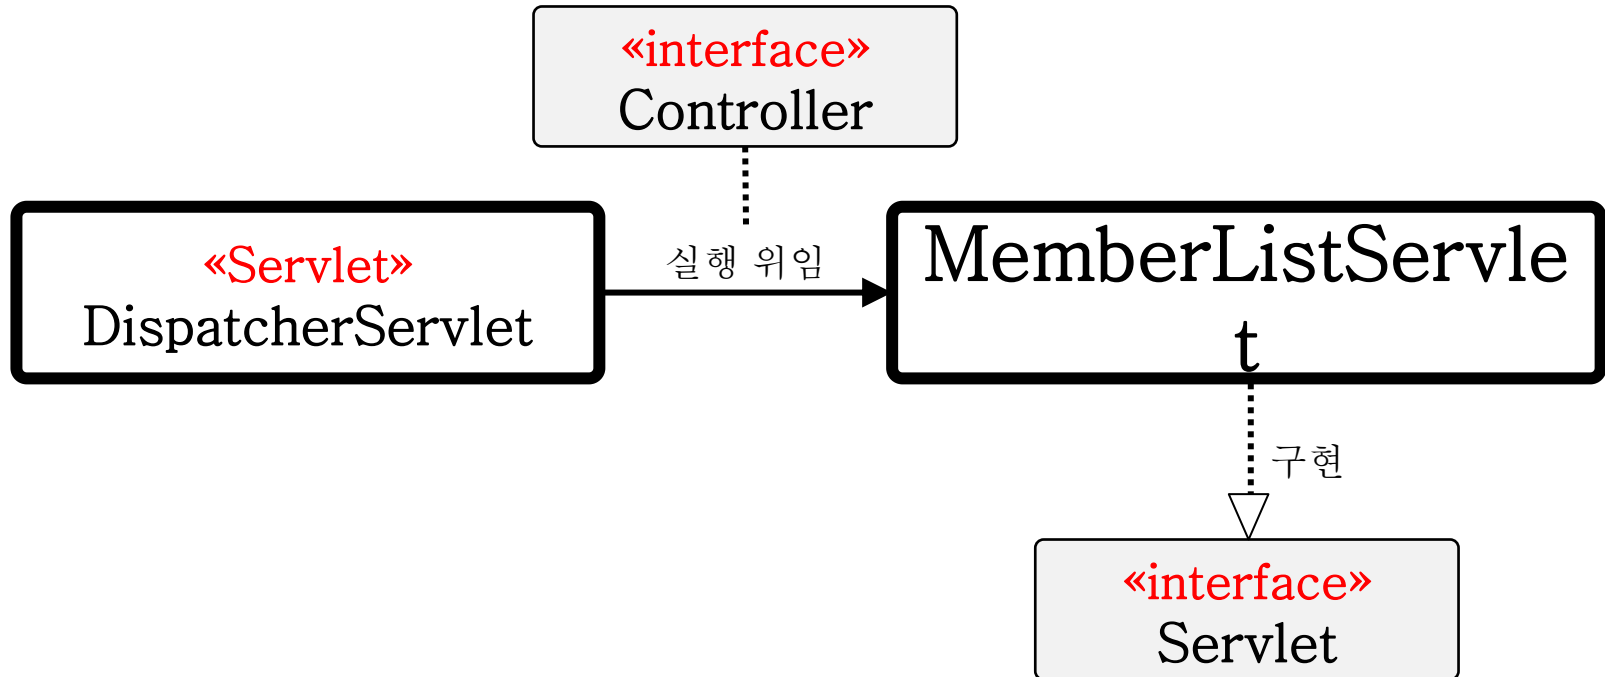 «interface»
Controller
«Servlet»
DispatcherServlet
실행 위임
MemberListServle
t
구현
«interface»
Servlet